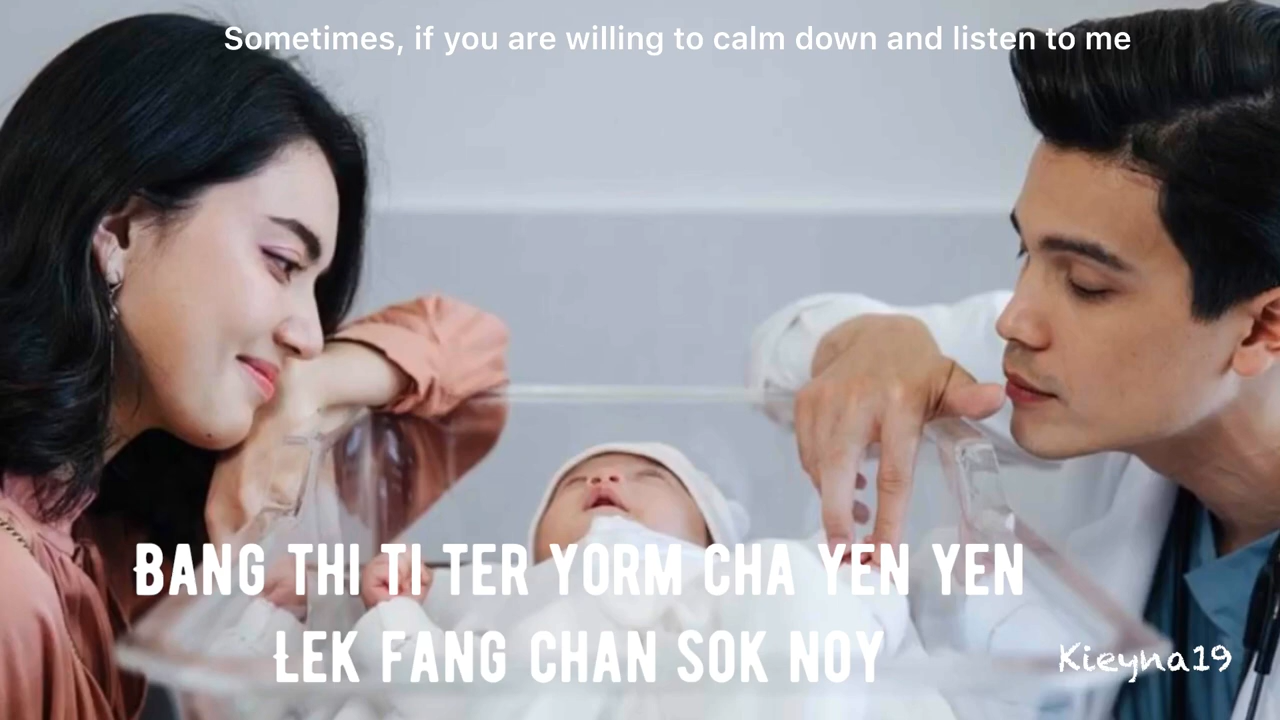 Sometimes, if you are willing to calm down and listen to me
BANG THI TI TER YORM CHA YEN YEN
LEK FANG CHAN SOK NOY
Kieyna19